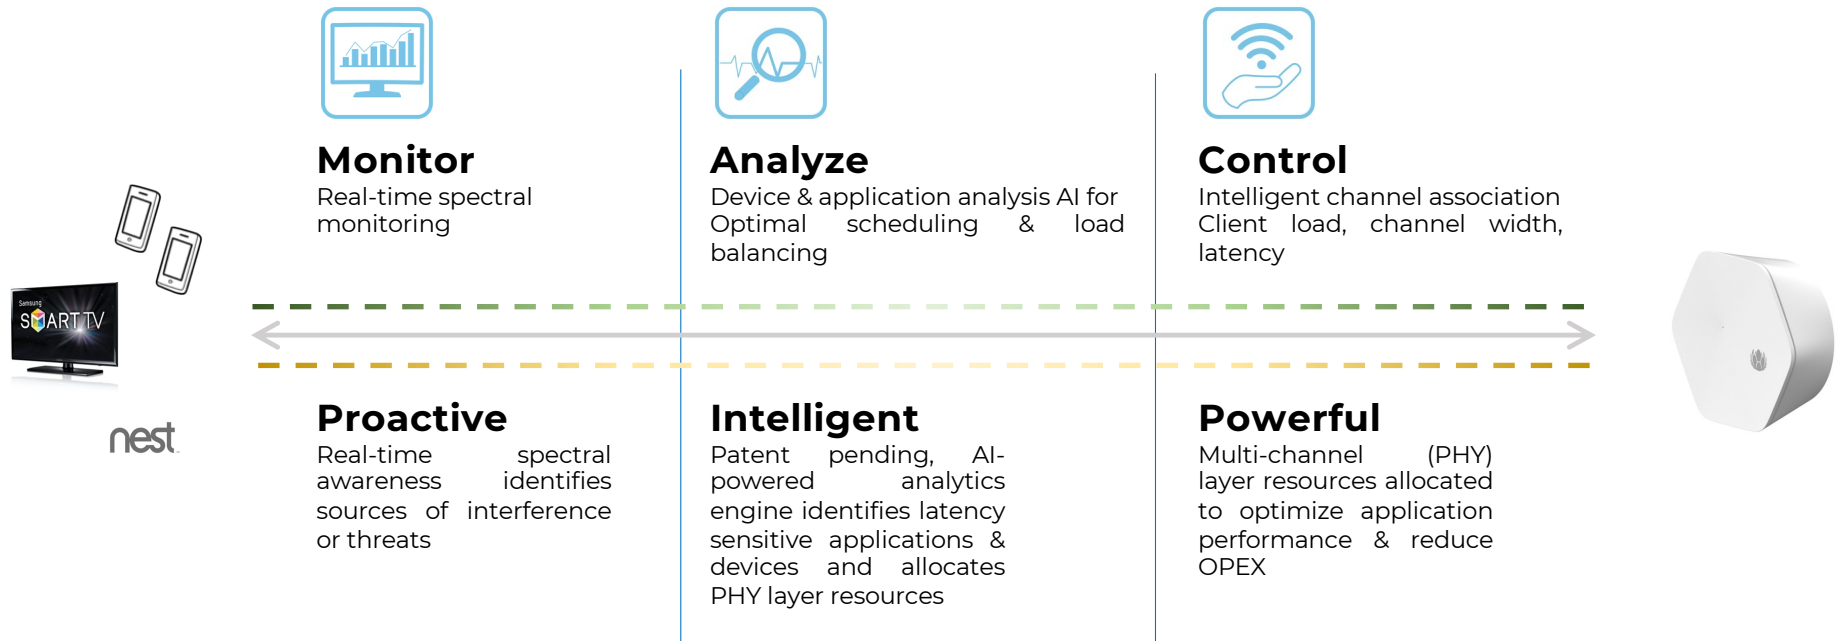 Monitor
Real-time spectral
monitoring
Analyze
Device & application analysis AI for
Optimal scheduling & load
balancing
Control
Intelligent channel association
Client load, channel width,
latency
Samsung
SMART TV
nest
Proactive
Real-time spectral
awareness identifies
sources of interference
or threats
Intelligent
Patent pending, AI-
powered analytics
engine identifies latency
sensitive applications &
devices and allocates
PHY layer resources
Powerful
Multi-channel (PHY)
layer resources allocated
to optimize application
performance & reduce
OPEX